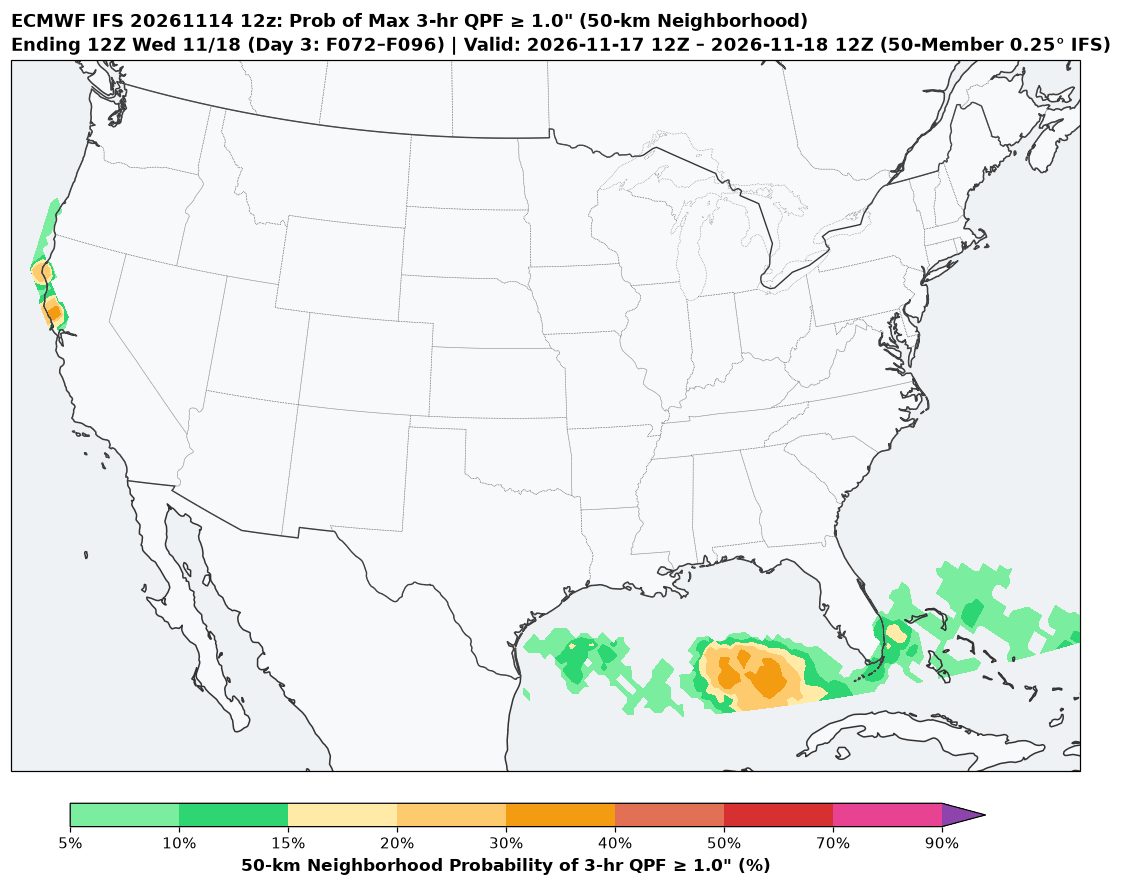 ECMWF IFS 20261114 12z: Prob of Max 3-hr QPF ≥ 1.0" (50-km Neighborhood)
Ending 12Z Wed 11/18 (Day 3: F072–F096) | Valid: 2026-11-17 12Z – 2026-11-18 12Z (50-Member 0.25° IFS)
5% 10% 15% 20% 30% 40% 50% 70% 90%
50-km Neighborhood Probability of 3-hr QPF ≥ 1.0" (%)